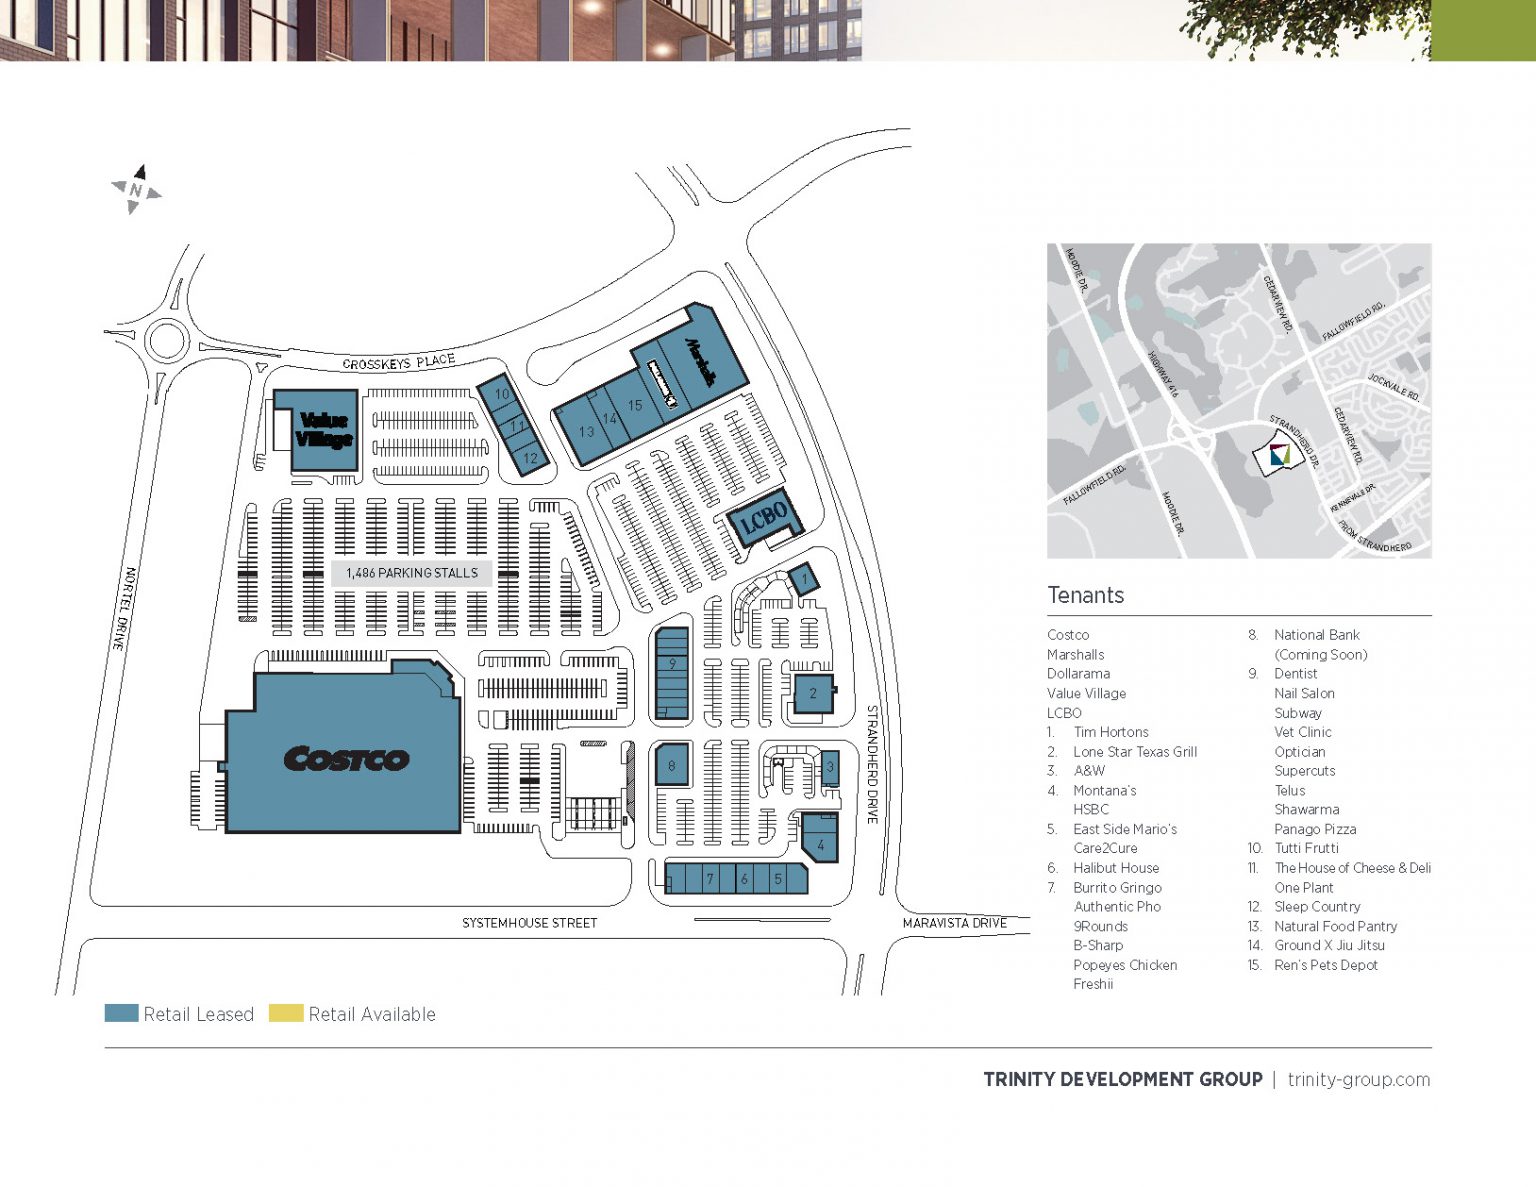 N
CROSSKEYS PLACE
Value
Village
10
11
12
13
14
15
DOLLARAMA
Marshalls
LCBO
1,486 PARKING STALLS
NORTEL DRIVE
1
9
2
8
3
4
7
6
5
COSTCO
STRANDHERD DRIVE
SYSTEMHOUSE STREET
MARAVISTA DRIVE
Retail Leased
Retail Available
MOODIE DR.
HIGHWAY 416
CEDARVIEW RD.
FALLOWFIELD RD.
JOCKVALE RD.
STRANDHERD DR.
CEDARVIEW RD.
FALLOWFIELD RD.
MOODIE DR.
KENNEVALE DR.
PROM STRANDHERD
Tenants
Costco
Marshalls
Dollarama
Value Village
LCBO
1. Tim Hortons
2. Lone Star Texas Grill
3. A&W
4. Montana's
HSBC
5. East Side Mario's
Care2Cure
6. Halibut House
7. Burrito Gringo
Authentic Pho
9Rounds
B-Sharp
Popeyes Chicken
Freshii
8. National Bank
(Coming Soon)
9. Dentist
Nail Salon
Subway
Vet Clinic
Optician
Supercuts
Telus
Shawarma
Panago Pizza
10. Tutti Frutti
11. The House of Cheese & Deli
One Plant
12. Sleep Country
13. Natural Food Pantry
14. Ground X Jiu Jitsu
15. Ren's Pets Depot
TRINITY DEVELOPMENT GROUP | trinity-group.com